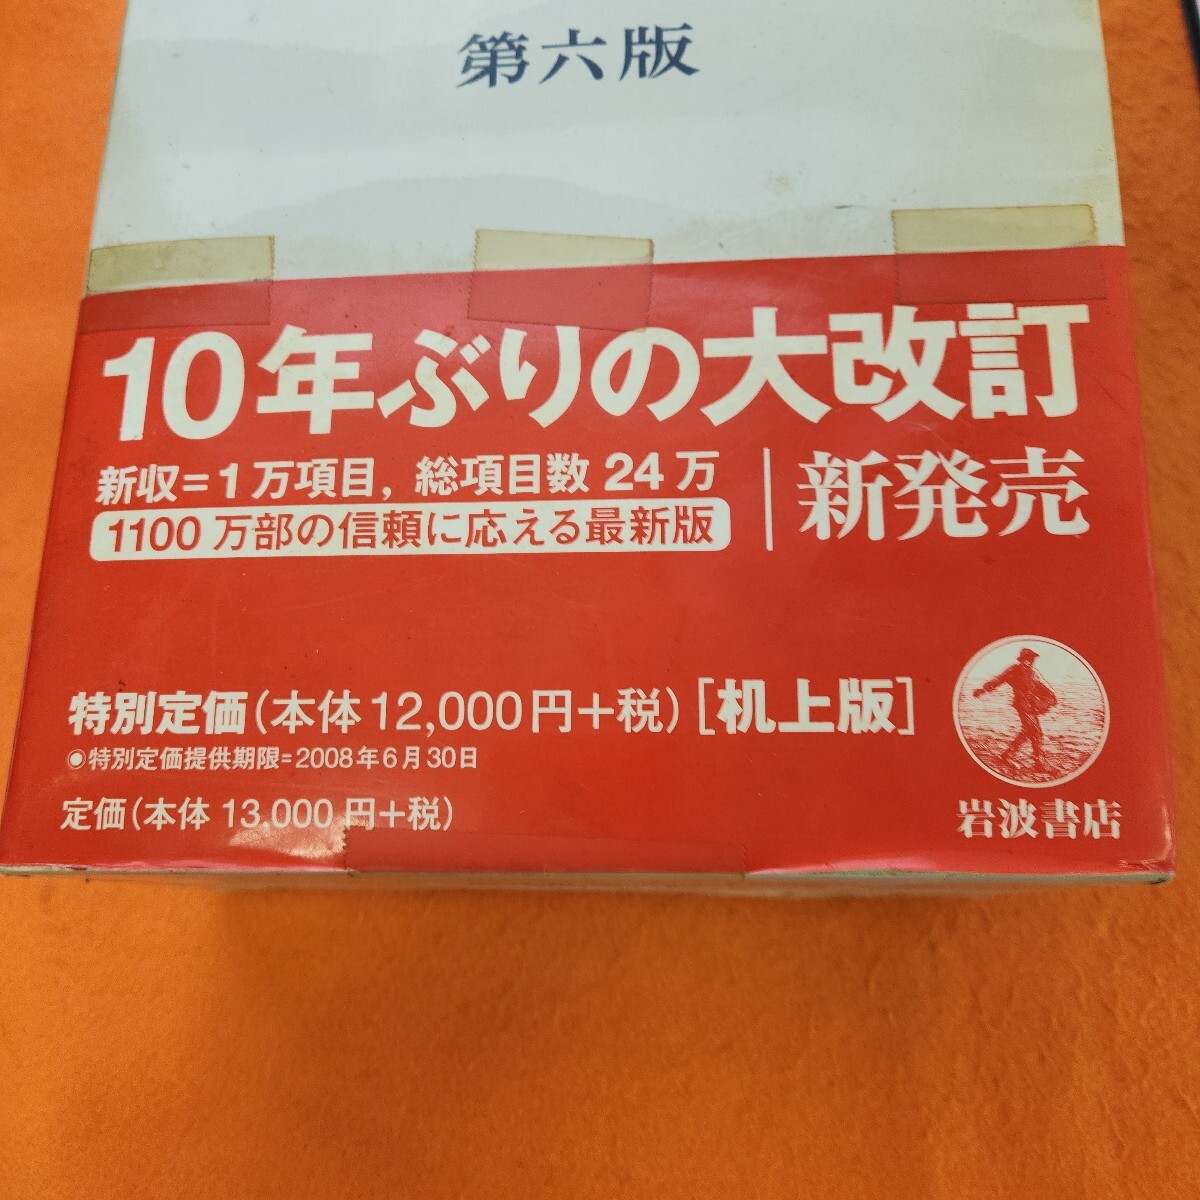 第六版
10年ぶりの大改訂
新収=1万項目，総項目数 24万
1100万部の信頼に応える最新版
新発売
特別定価(本体12,000円+税)[机上版]
◉特別定価提供期限=2008年6月30日
定価(本体 13,000円+税)
岩波書店